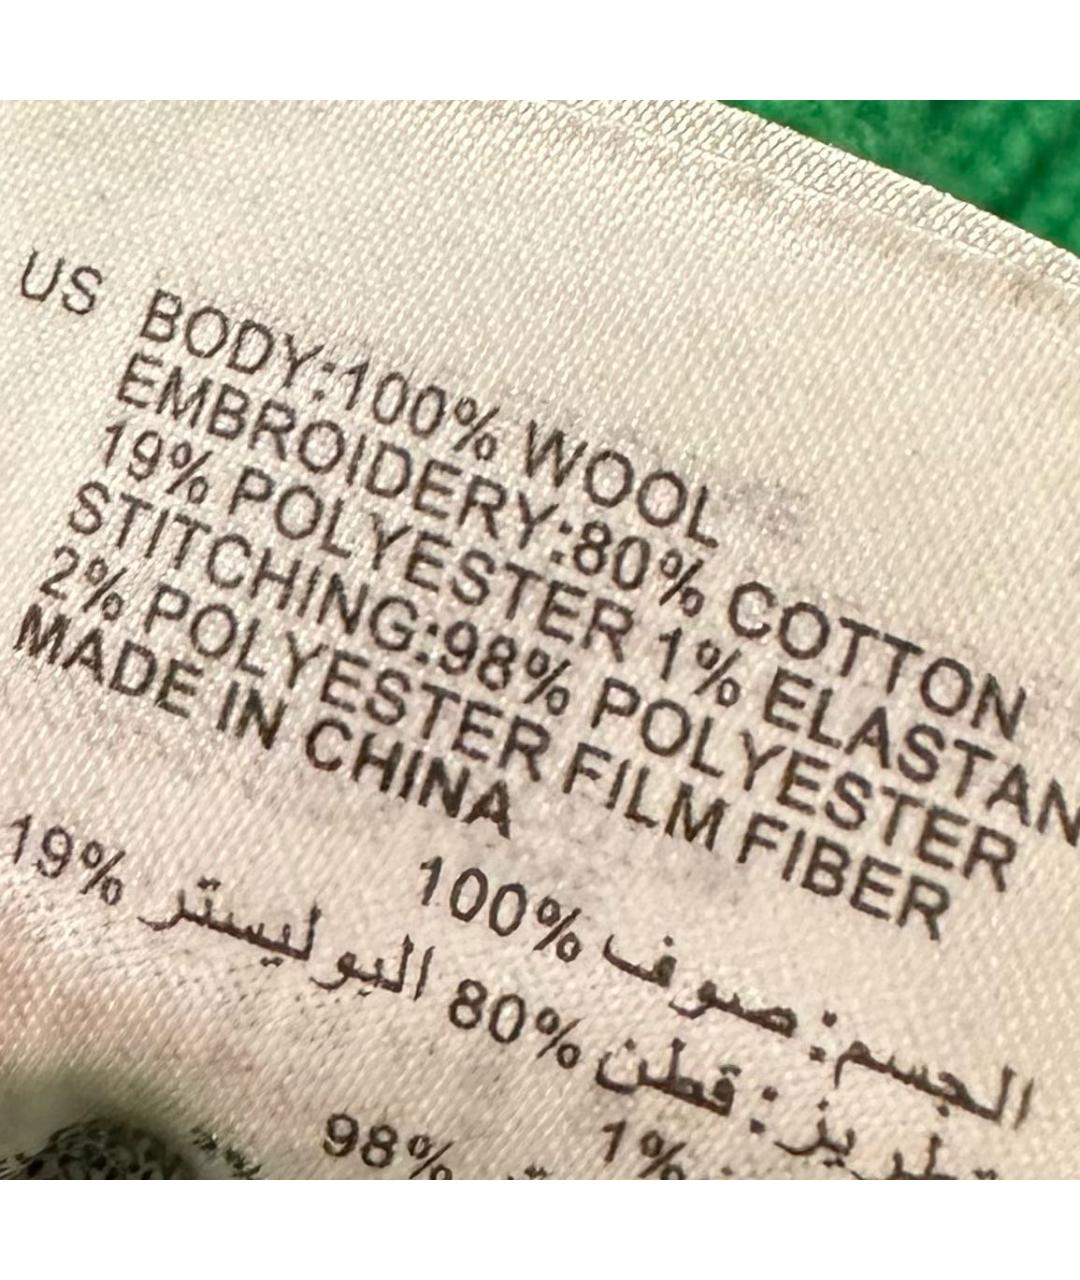 US BODY:100% WOOL
EMBROIDERY:80% COTTON
19% POLYESTER 1% ELASTAN
STITCHING:98% POLYESTER
2% POLYESTER FILM FIBER
MADE IN CHINA
الجسم: صوف 100%
تطريز: قطن 80% البوليستر 19%
1% 98%